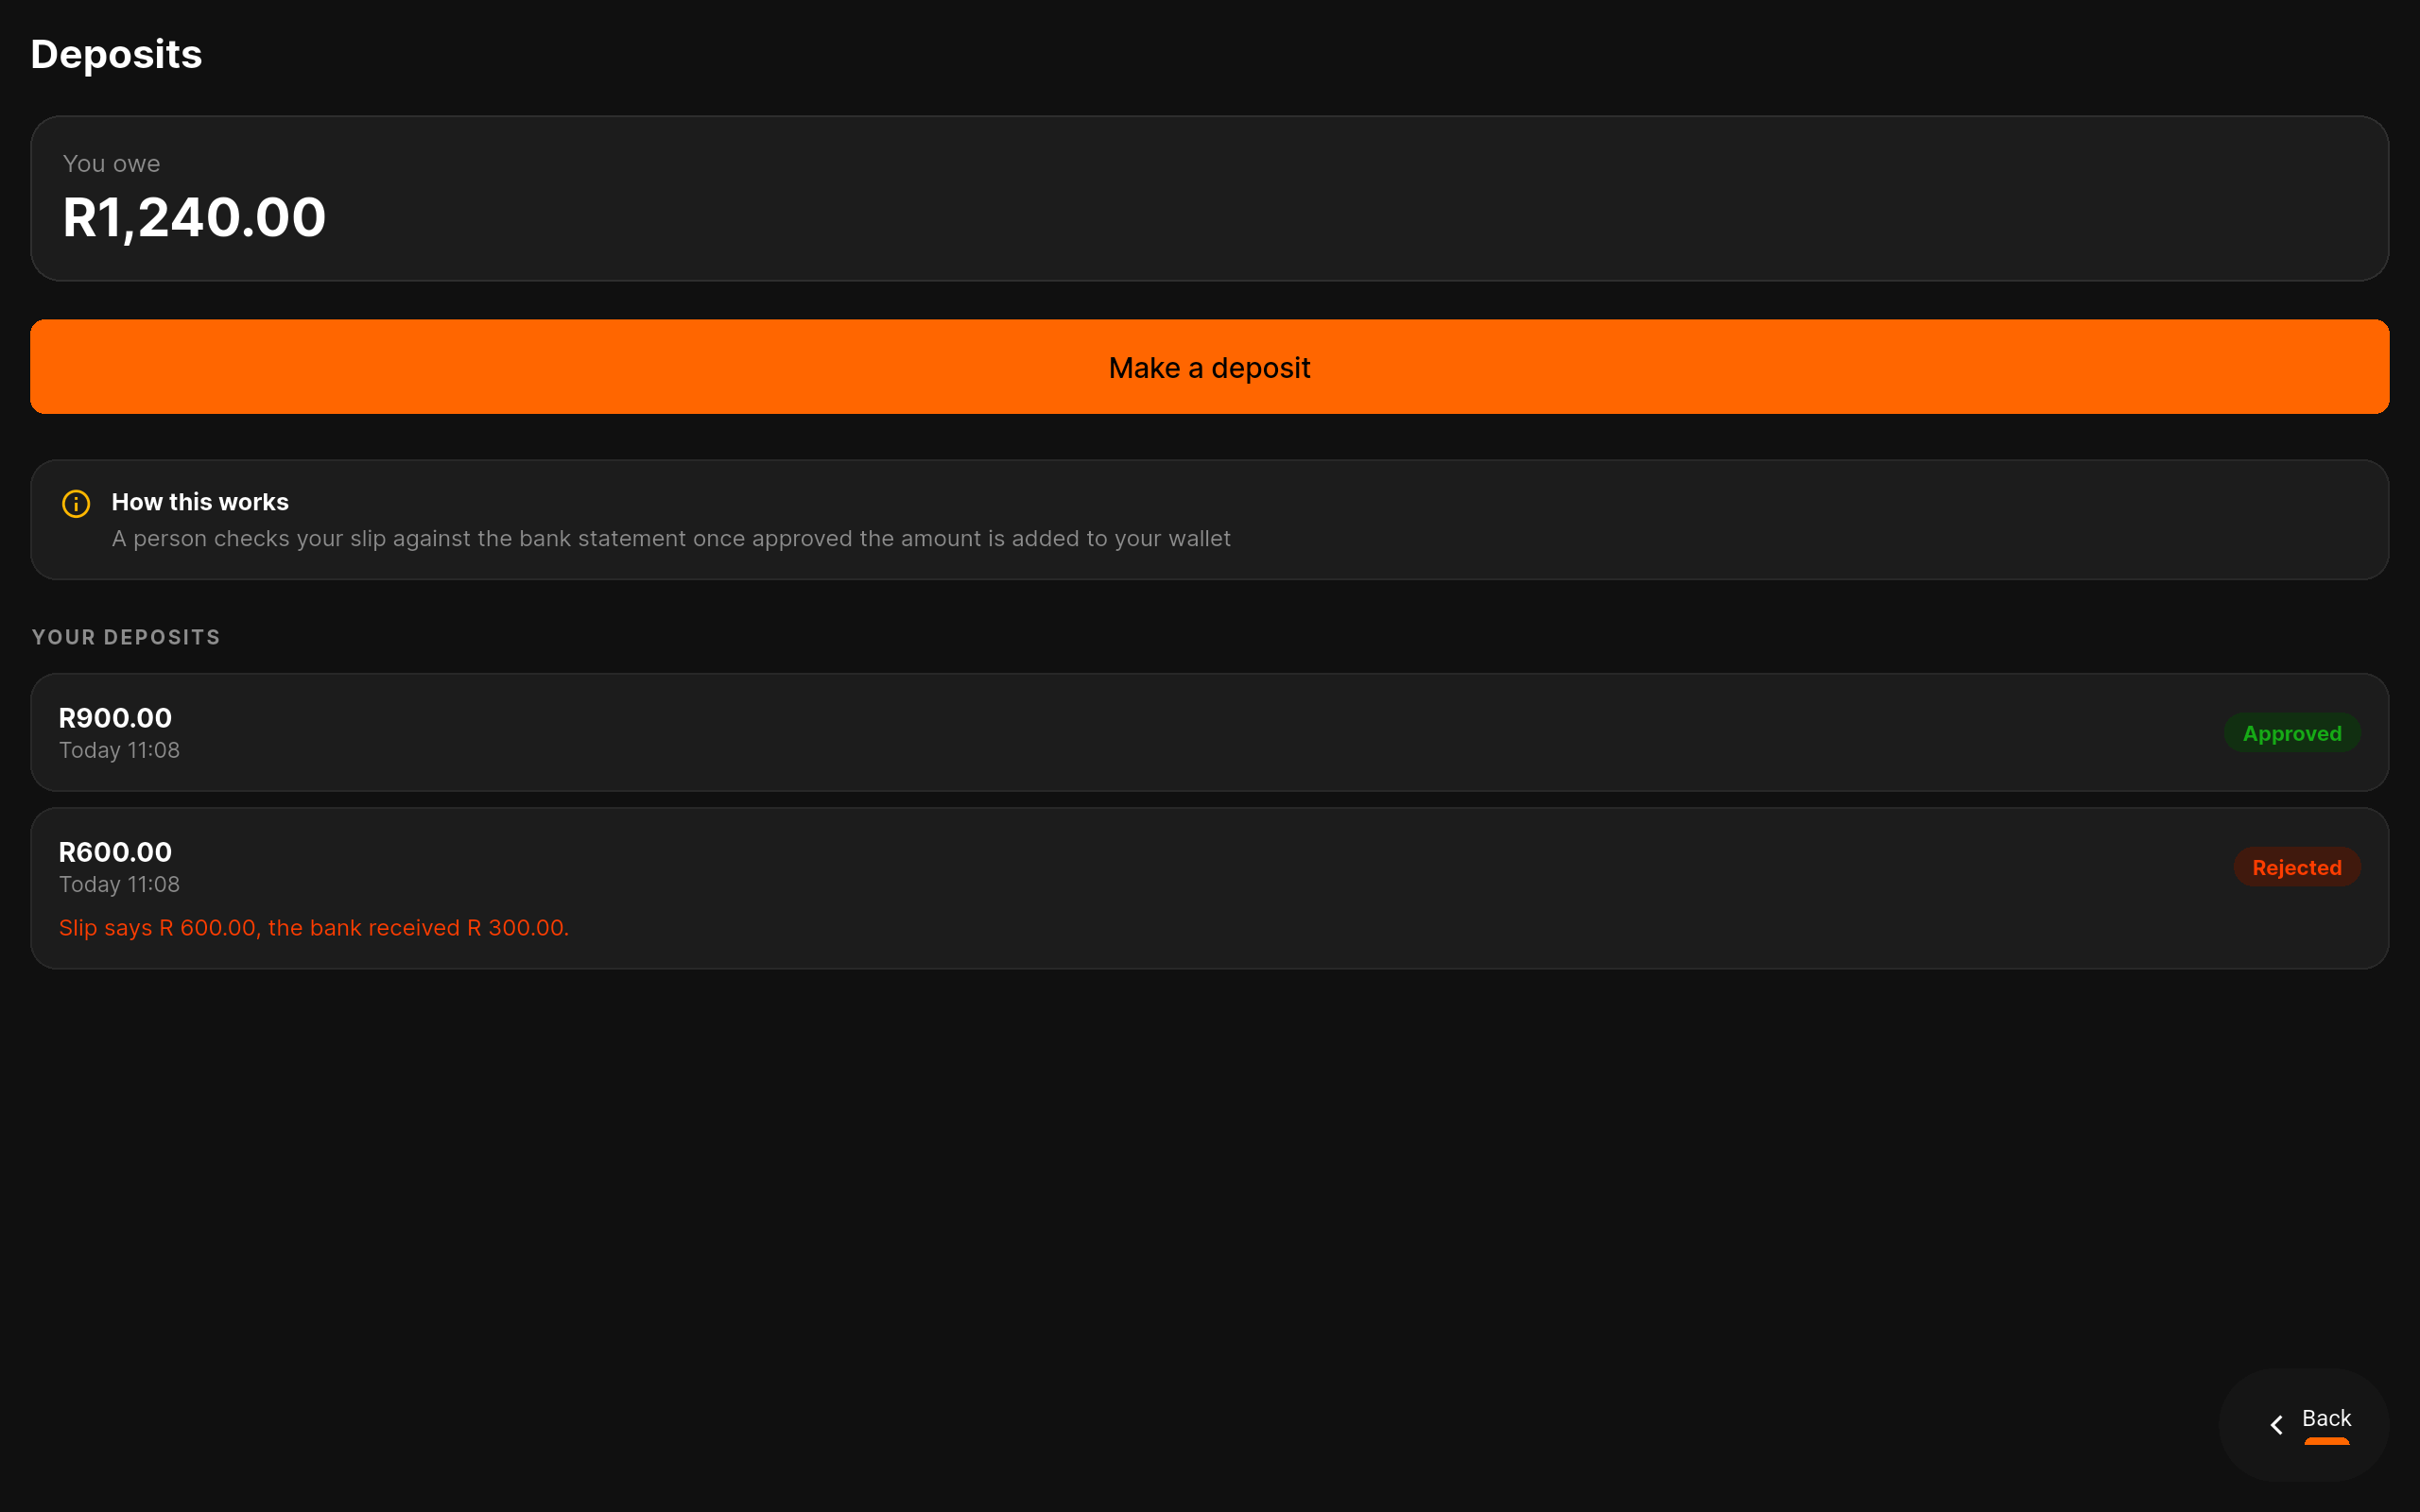 Deposits
You owe
R1,240.00
Make a deposit
How this works
A person checks your slip against the bank statement once approved the amount is added to your wallet
YOUR DEPOSITS
R900.00
Today 11:08
Approved
R600.00
Today 11:08
Rejected
Slip says R 600.00, the bank received R 300.00.
Back